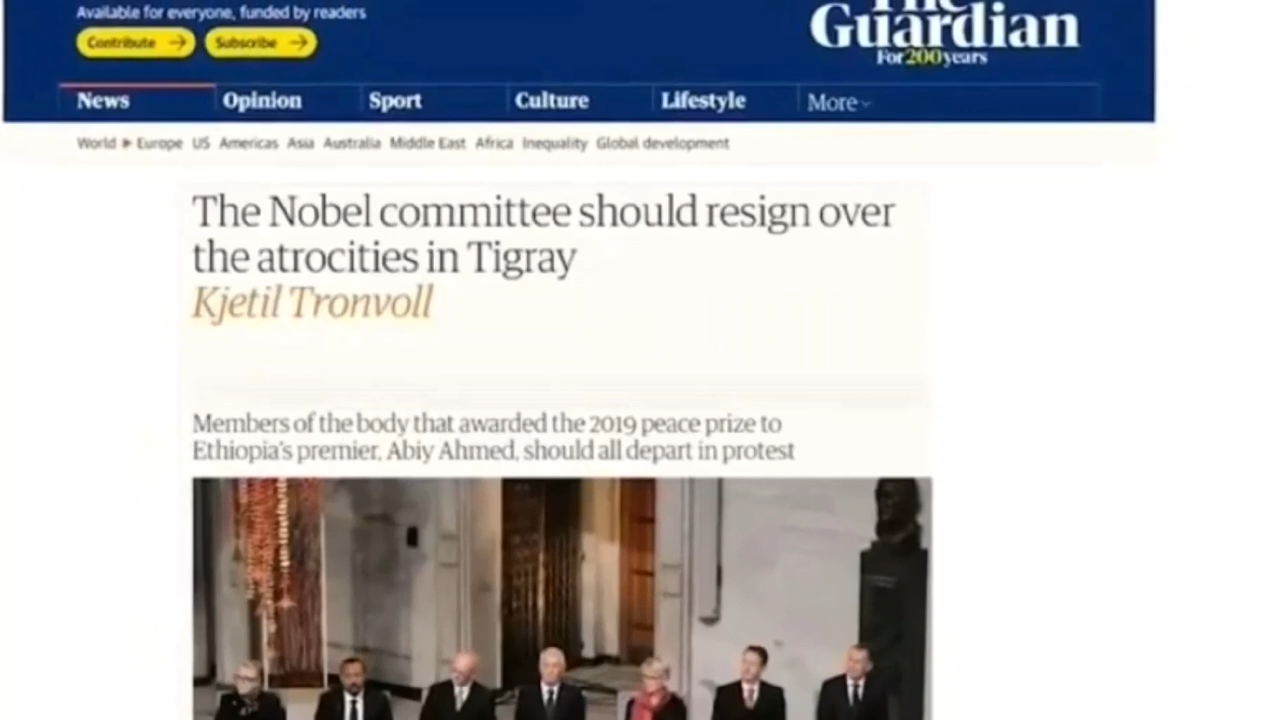 Available for everyone, funded by readers
Contribute →
Subscribe →
The
Guardian
For 200 years
News Opinion Sport Culture Lifestyle More
World ▸ Europe US Americas Asia Australia Middle East Africa Inequality Global development
The Nobel committee should resign over
the atrocities in Tigray
Kjetil Tronvoll
Members of the body that awarded the 2019 peace prize to
Ethiopia's premier, Abiy Ahmed, should all depart in protest